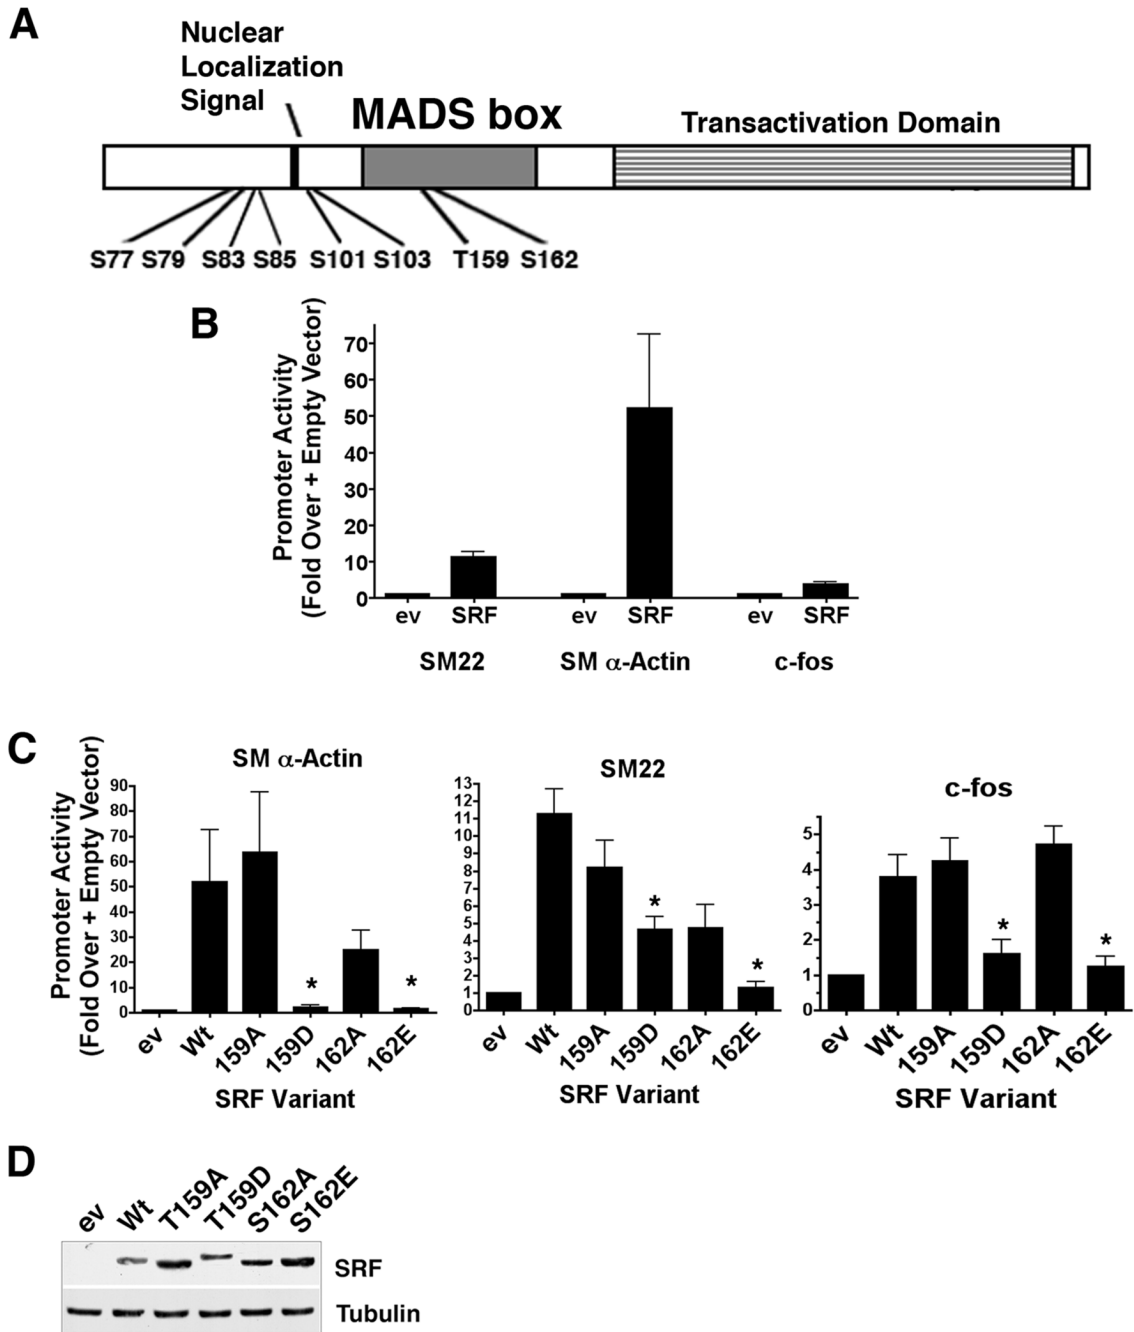 A
Nuclear
Localization
Signal
MADS box
Transactivation Domain
S77 S79 S83 S85 S101 S103 T159 S162
B
Promoter Activity
(Fold Over + Empty Vector)
70
60
50
40
30
20
10
0
ev SRF ev SRF ev SRF
SM22 SM α-Actin c-fos
C
Promoter Activity
(Fold Over + Empty Vector)
SM α-Actin
90
80
70
60
50
40
30
20
10
0
* *
ev Wt 159A 159D 162A 162E
SRF Variant
SM22
13
12
11
10
9
8
7
6
5
4
3
2
1
0
* *
ev Wt 159A 159D 162A 162E
SRF Variant
c-fos
5
4
3
2
1
0
* *
ev Wt 159A 159D 162A 162E
SRF Variant
D
ev Wt T159A T159D S162A S162E
SRF
Tubulin